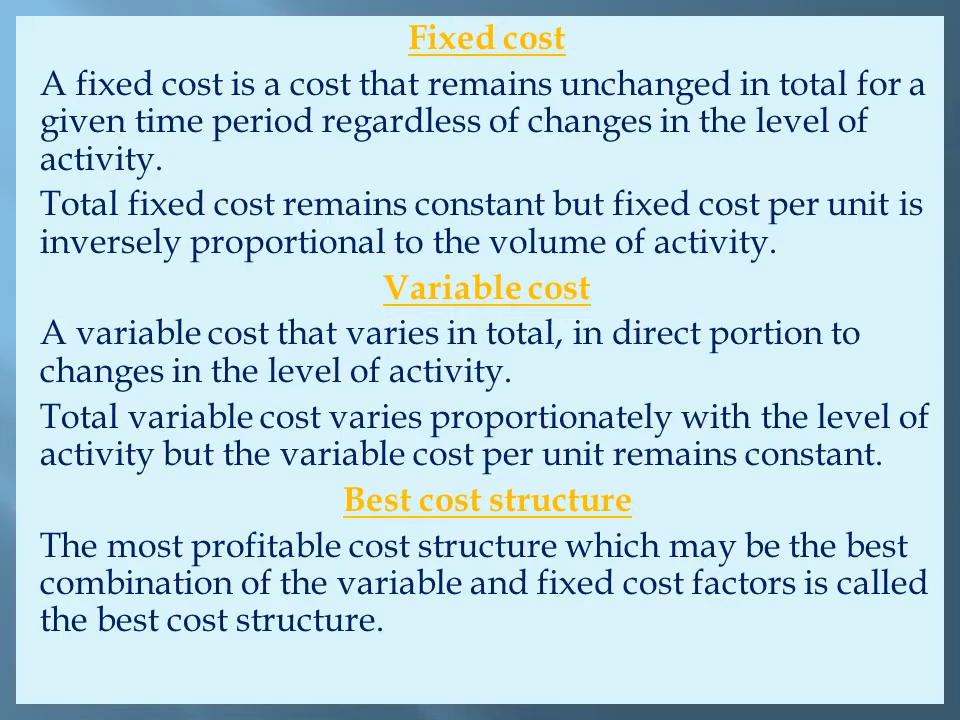 Fixed cost
A fixed cost is a cost that remains unchanged in total for a
given time period regardless of changes in the level of
activity.
Total fixed cost remains constant but fixed cost per unit is
inversely proportional to the volume of activity.
Variable cost
A variable cost that varies in total, in direct portion to
changes in the level of activity.
Total variable cost varies proportionately with the level of
activity but the variable cost per unit remains constant.
Best cost structure
The most profitable cost structure which may be the best
combination of the variable and fixed cost factors is called
the best cost structure.